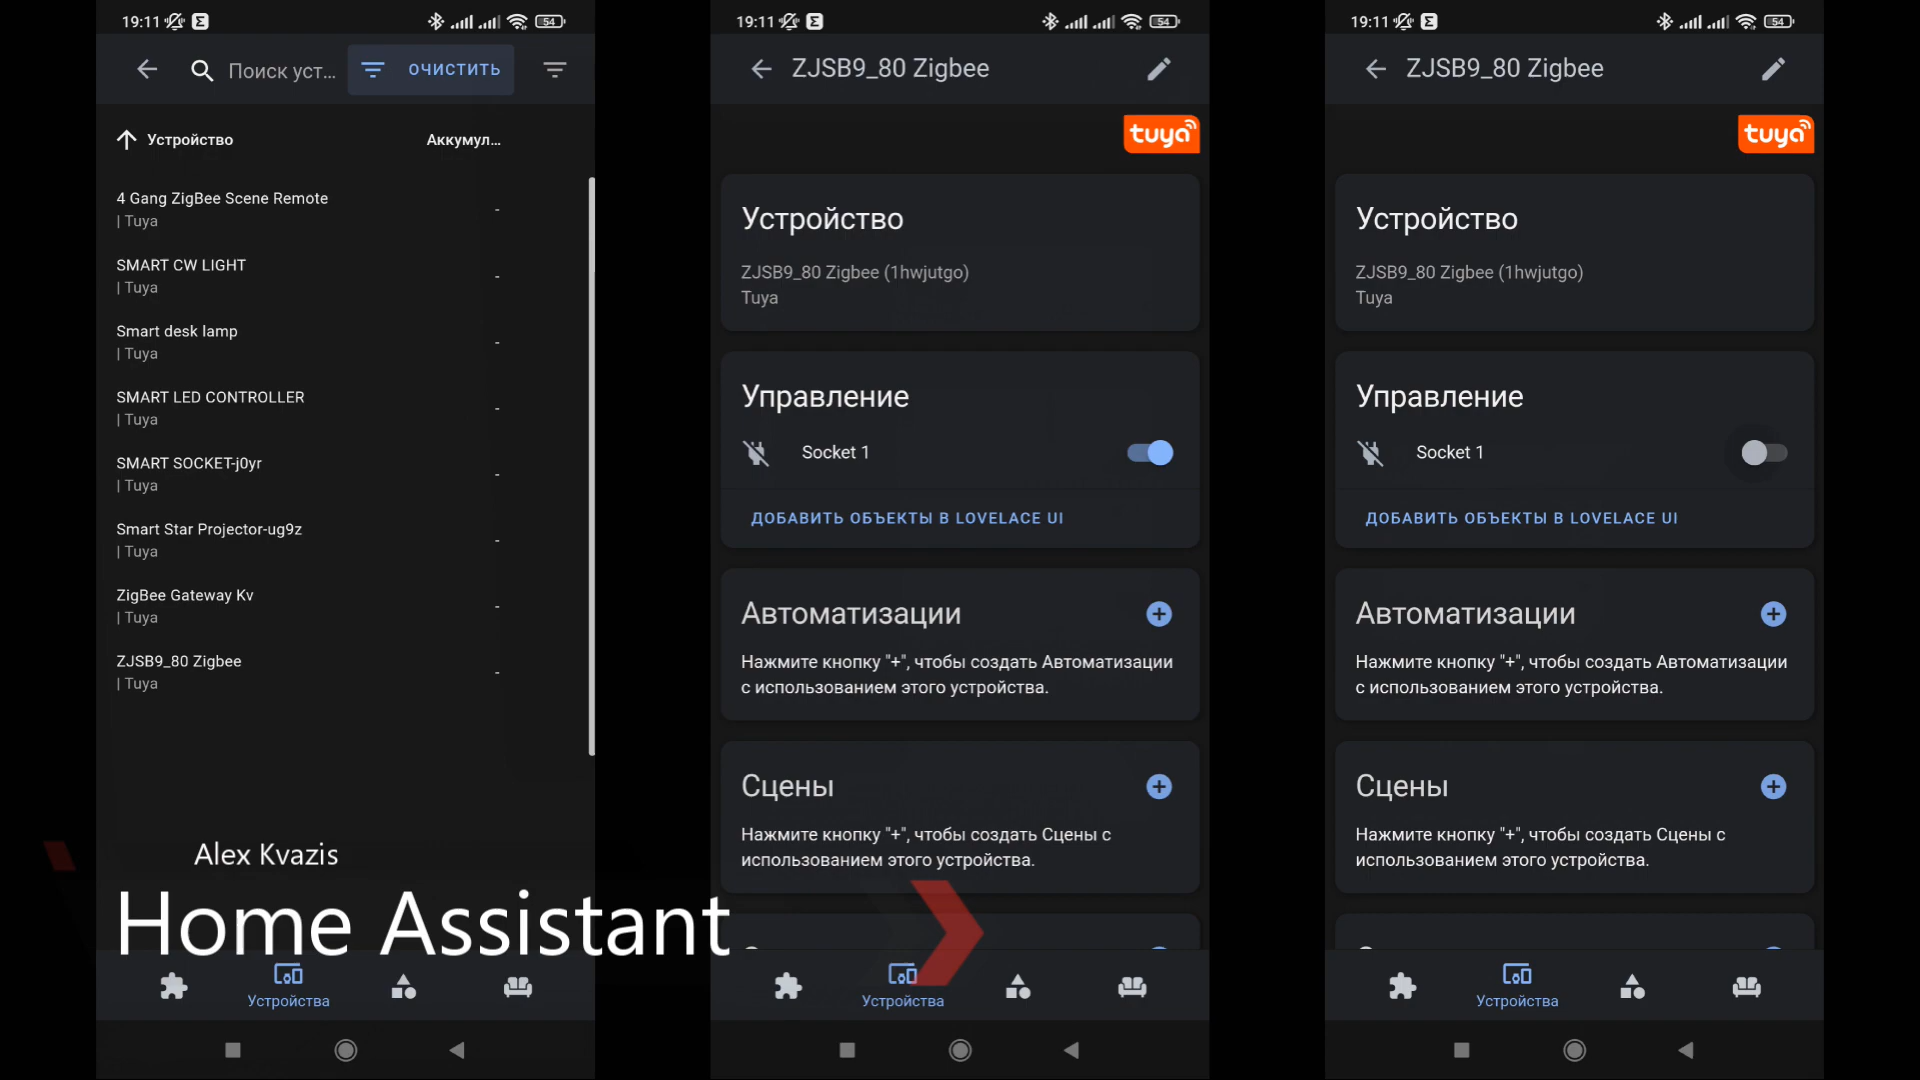 19:11
54
Поиск уст...
ОЧИСТИТЬ
Устройство
Аккумул...
4 Gang ZigBee Scene Remote
| Tuya
-
SMART CW LIGHT
| Tuya
-
Smart desk lamp
| Tuya
-
SMART LED CONTROLLER
| Tuya
-
SMART SOCKET-j0yr
| Tuya
-
Smart Star Projector-ug9z
| Tuya
-
ZigBee Gateway Kv
| Tuya
-
ZJSB9_80 Zigbee
| Tuya
-
Alex Kvazis
Home Assistant
Устройства
19:11
54
ZJSB9_80 Zigbee
tuya
Устройство
ZJSB9_80 Zigbee (1hwjutgo)
Tuya
Управление
Socket 1
ДОБАВИТЬ ОБЪЕКТЫ В LOVELACE UI
Автоматизации
Нажмите кнопку "+", чтобы создать Автоматизации
с использованием этого устройства.
Сцены
Нажмите кнопку "+", чтобы создать Сцены с
использованием этого устройства.
Устройства
19:11
54
ZJSB9_80 Zigbee
tuya
Устройство
ZJSB9_80 Zigbee (1hwjutgo)
Tuya
Управление
Socket 1
ДОБАВИТЬ ОБЪЕКТЫ В LOVELACE UI
Автоматизации
Нажмите кнопку "+", чтобы создать Автоматизации
с использованием этого устройства.
Сцены
Нажмите кнопку "+", чтобы создать Сцены с
использованием этого устройства.
Устройства